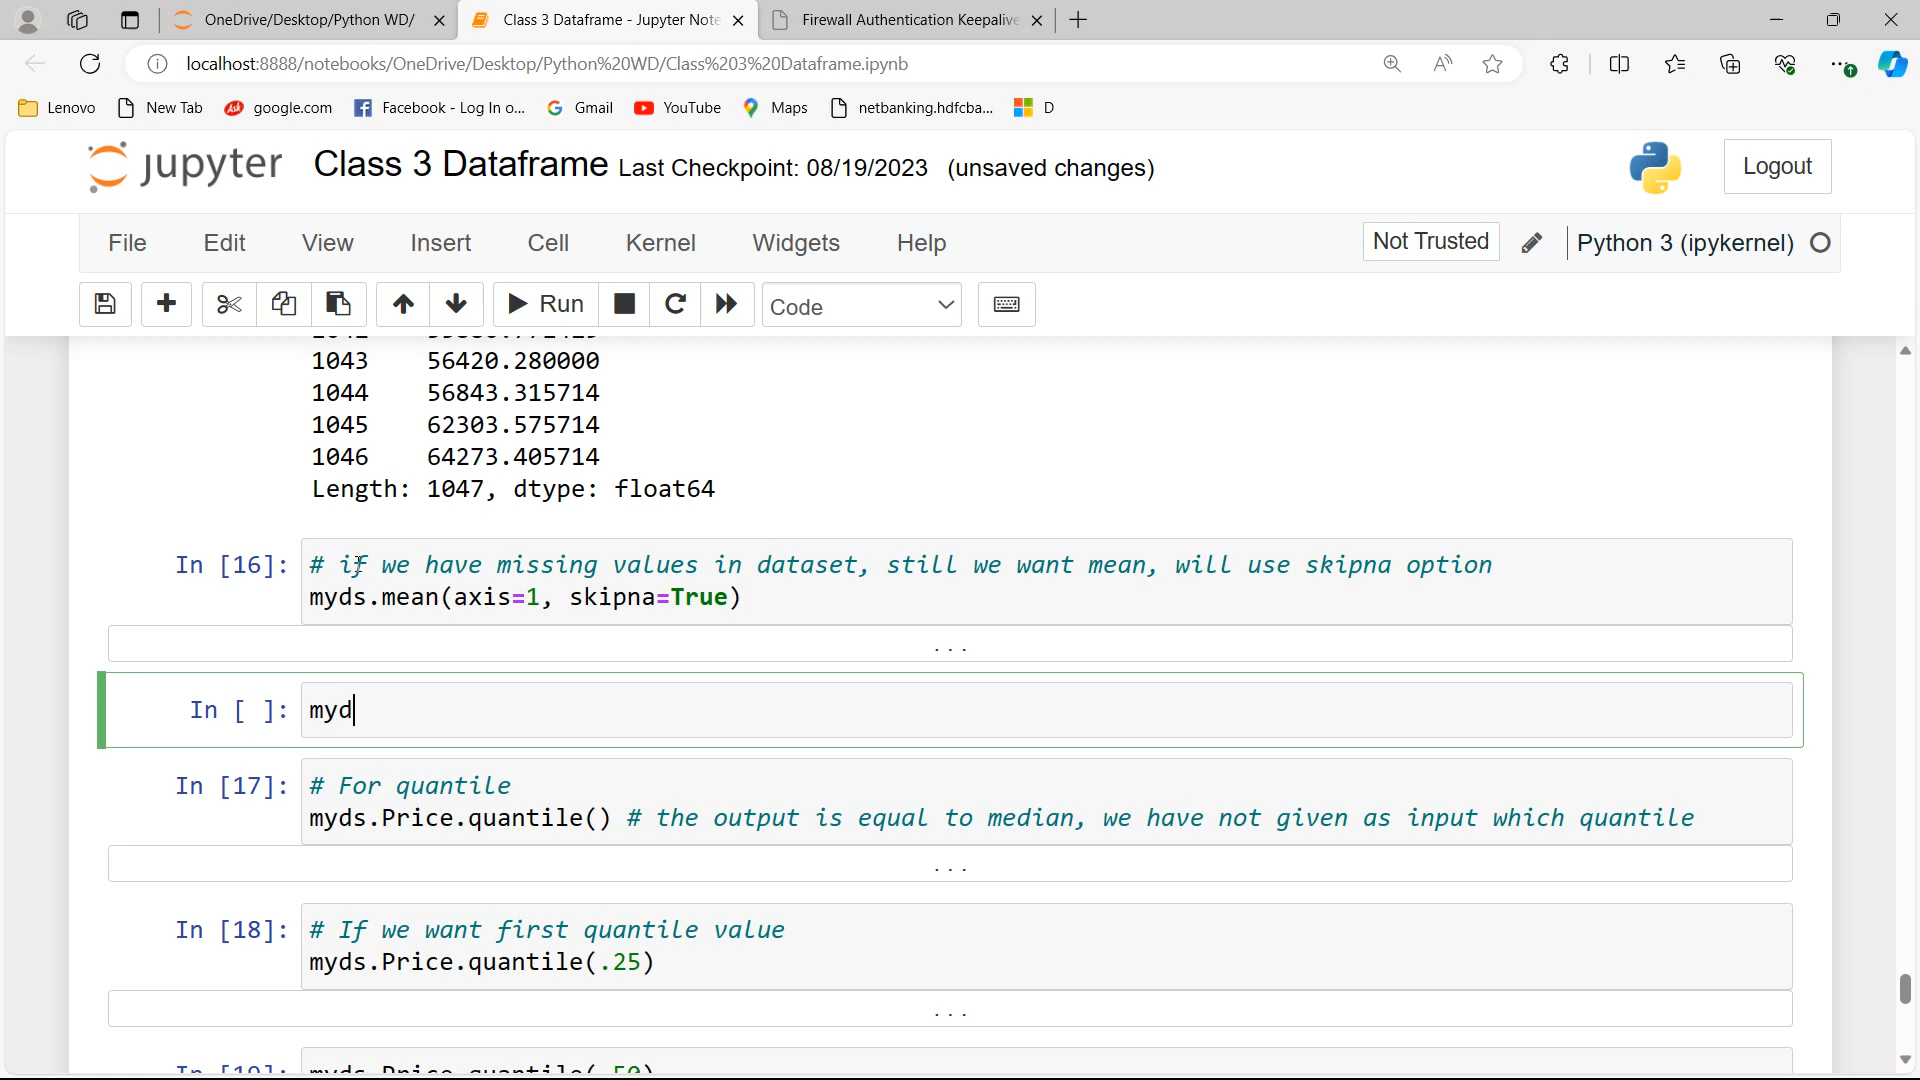 OneDrive/Desktop/Python WD/
Class 3 Dataframe - Jupyter Note
Firewall Authentication Keepalive
localhost:8888/notebooks/OneDrive/Desktop/Python%20WD/Class%203%20Dataframe.ipynb
Lenovo
New Tab
google.com
Facebook - Log In o...
Gmail
YouTube
Maps
netbanking.hdfcba...
D
jupyter Class 3 Dataframe Last Checkpoint: 08/19/2023 (unsaved changes)
Logout
File Edit View Insert Cell Kernel Widgets Help
Not Trusted
Python 3 (ipykernel)
Run
Code
1043 56420.280000
1044 56843.315714
1045 62303.575714
1046 64273.405714
Length: 1047, dtype: float64
In [16]: # if we have missing values in dataset, still we want mean, will use skipna option
myds.mean(axis=1, skipna=True)
...
In [ ]: myd
In [17]: # For quantile
myds.Price.quantile() # the output is equal to median, we have not given as input which quantile
...
In [18]: # If we want first quantile value
myds.Price.quantile(.25)
...
In [19]: myds.Price.quantile(.50)